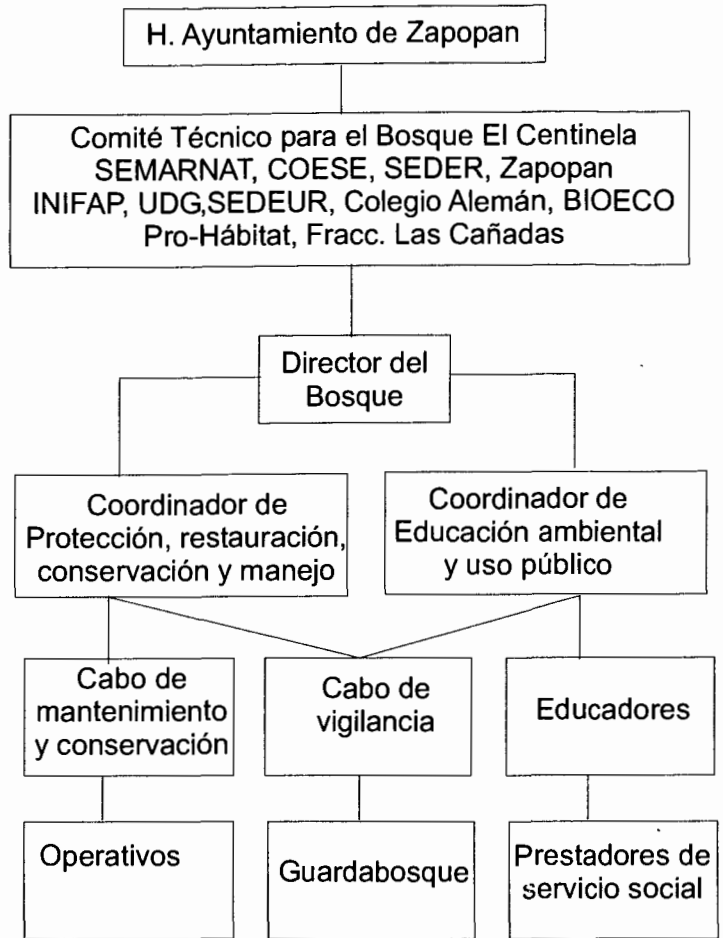 H. Ayuntamiento de Zapopan
Comité Técnico para el Bosque El Centinela
SEMARNAT, COESE, SEDER, Zapopan
INIFAP, UDG,SEDEUR, Colegio Alemán, BIOECO
Pro-Hábitat, Fracc. Las Cañadas
Director del
Bosque
Coordinador de
Protección, restauración,
conservación y manejo
Coordinador de
Educación ambiental
y uso público
Cabo de
mantenimiento
y conservación
Cabo de
vigilancia
Educadores
Operativos
Guardabosque
Prestadores de
servicio social